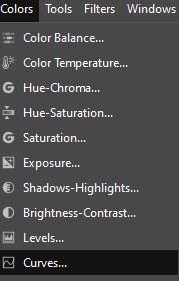 Colors Tools Filters Windows
Color Balance...
Color Temperature...
Hue-Chroma...
Hue-Saturation...
Saturation...
Exposure...
Shadows-Highlights...
Brightness-Contrast...
Levels...
Curves...